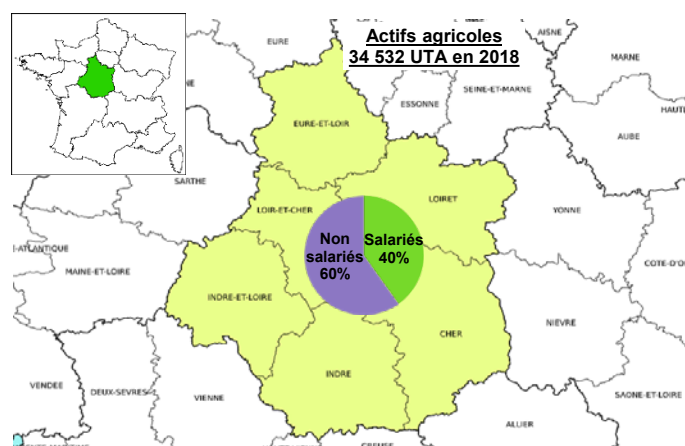 Actifs agricoles
34 532 UTA en 2018
EURE
AISNE
MARNE
SEINE-ET-MARNE
ESSONNE
HAUTE
EURE-ET-LOIR
AUBE
SARTHE
LOIR-ET-CHER
LOIRET
YONNE
Non
salariés
60%
Salariés
40%
-ATLANTIQUE
MAINE-ET-LOIRE
COTE-D'O
INDRE-ET-LOIRE
NIEVRE
CHER
INDRE
VENDEE
DEUX-SEVRES
VIENNE
SAONE-ET-LOIRE
ALLIER